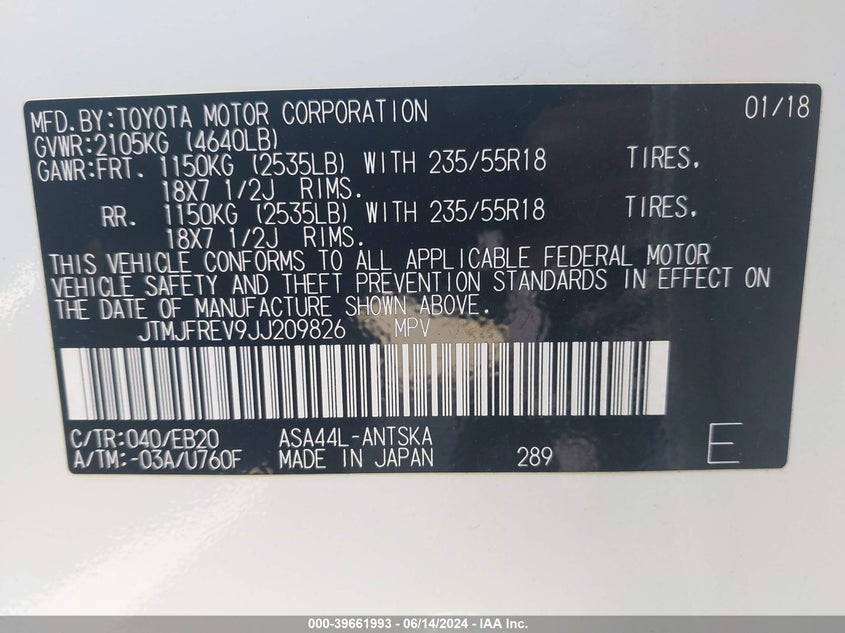 MFD.BY:TOYOTA MOTOR CORPORATION 01/18
GVWR:2105KG (4640LB)
GAWR:FRT. 1150KG (2535LB) WITH 235/55R18 TIRES.
18X7 1/2J RIMS.
RR. 1150KG (2535LB) WITH 235/55R18 TIRES.
18X7 1/2J RIMS.
THIS VEHICLE CONFORMS TO ALL APPLICABLE FEDERAL MOTOR
VEHICLE SAFETY AND THEFT PREVENTION STANDARDS IN EFFECT ON
THE DATE OF MANUFACTURE SHOWN ABOVE.
JTMJFREV9JJ209826 MPV
C/TR:040/EB20 ASA44L-ANTSKA
A/TM:-03A/U760F MADE IN JAPAN 289 E
000-39661993 - 06/14/2024 - IAA Inc.